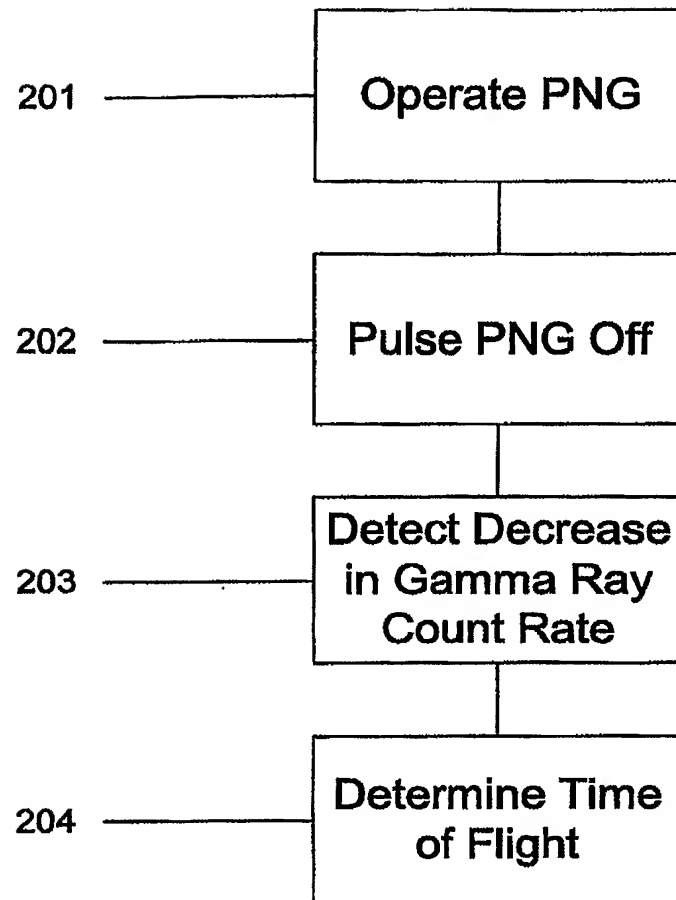 201
Operate PNG
202
Pulse PNG Off
203
Detect Decrease
in Gamma Ray
Count Rate
204
Determine Time
of Flight